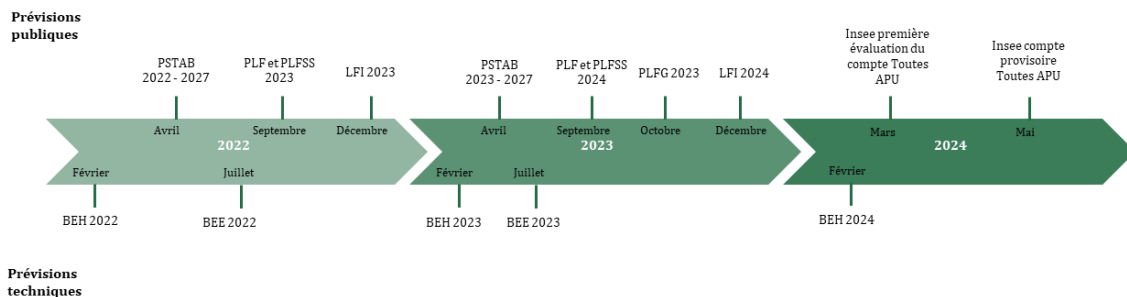 Prévisions
publiques
PSTAB
2022 - 2027
PLF et PLFSS
2023
LFI 2023
PSTAB
2023 - 2027
PLF et PLFSS
2024
PLFG 2023
LFI 2024
Insee première
évaluation du
compte Toutes
APU
Insee compte
provisoire
Toutes APU
Avril
Septembre
Décembre
Avril
Septembre
Octobre
Décembre
Mars
Mai
2022
2023
2024
Février
Juillet
Février
Juillet
Février
BEH 2022
BEE 2022
BEH 2023
BEE 2023
BEH 2024
Prévisions
techniques